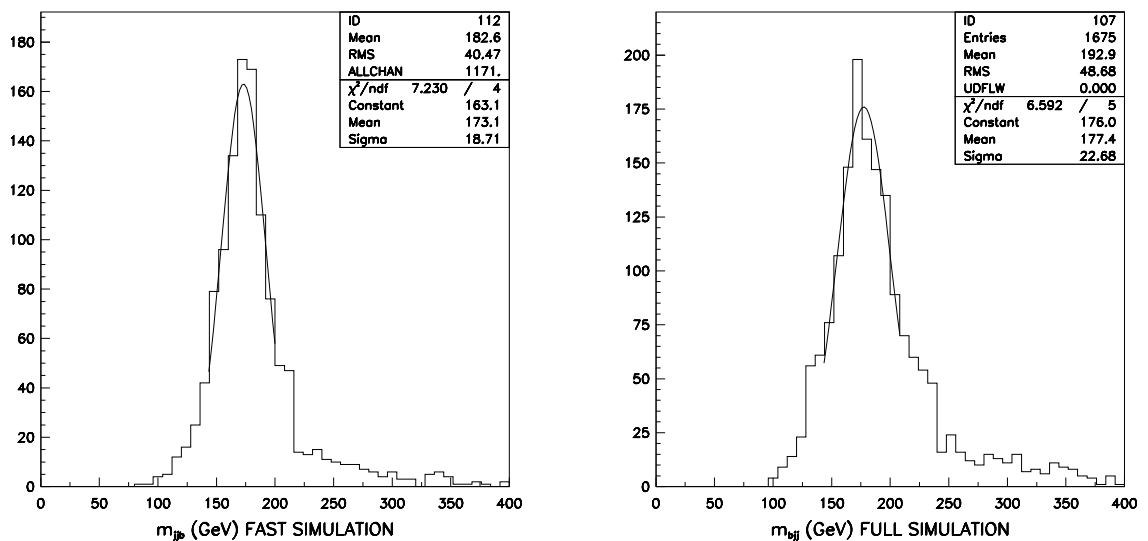 ID 112
Mean 182.6
RMS 40.47
ALLCHAN 1171.
χ²/ndf 7.230 / 4
Constant 163.1
Mean 173.1
Sigma 18.71
180
160
140
120
100
80
60
40
20
0
0 50 100 150 200 250 300 350 400
m_jjb (GeV) FAST SIMULATION
ID 107
Entries 1675
Mean 192.9
RMS 48.68
UDFLW 0.000
χ²/ndf 6.592 / 5
Constant 176.0
Mean 177.4
Sigma 22.68
200
175
150
125
100
75
50
25
0
0 50 100 150 200 250 300 350 400
m_bjj (GeV) FULL SIMULATION